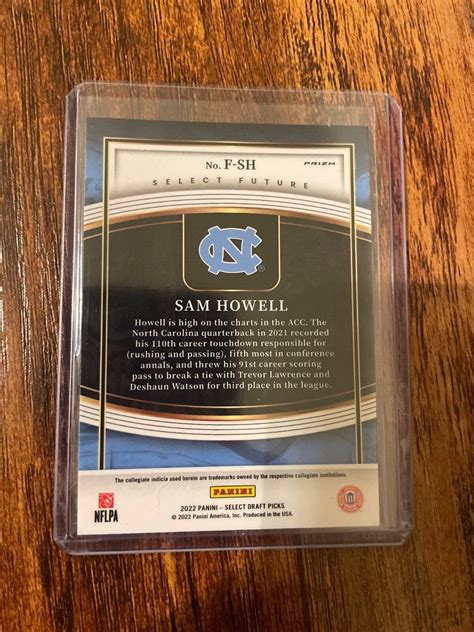 No. F-SH
PRIZM
SELECT FUTURE
NC
SAM HOWELL
Howell is high on the charts in the ACC. The
North Carolina quarterback in 2021 recorded
his 110th career touchdown responsible for
(rushing and passing), fifth most in conference
annals, and threw his 91st career scoring
pass to break a tie with Trevor Lawrence and
Deshaun Watson for third place in the league.
The collegiate indicia used herein are trademarks owned by the respective collegiate institutions.
NFLPA
PANINI
2022 PANINI – SELECT DRAFT PICKS
© 2022 Panini America, Inc. Produced in the USA.